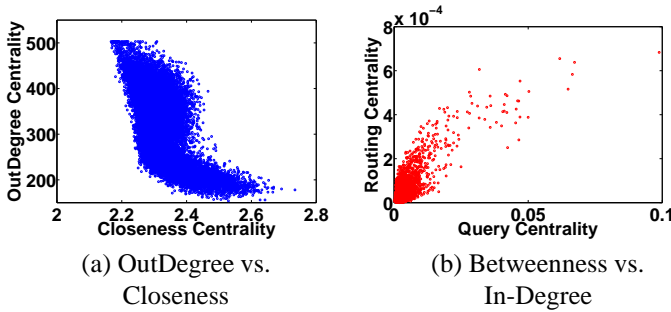 500
400
300
200
OutDegree Centrality
2
2.2
2.4
2.6
2.8
Closeness Centrality
(a) OutDegree vs.
Closeness
8
x 10⁻⁴
6
4
2
0
Routing Centrality
0
0.05
0.1
Query Centrality
(b) Betweenness vs.
In-Degree